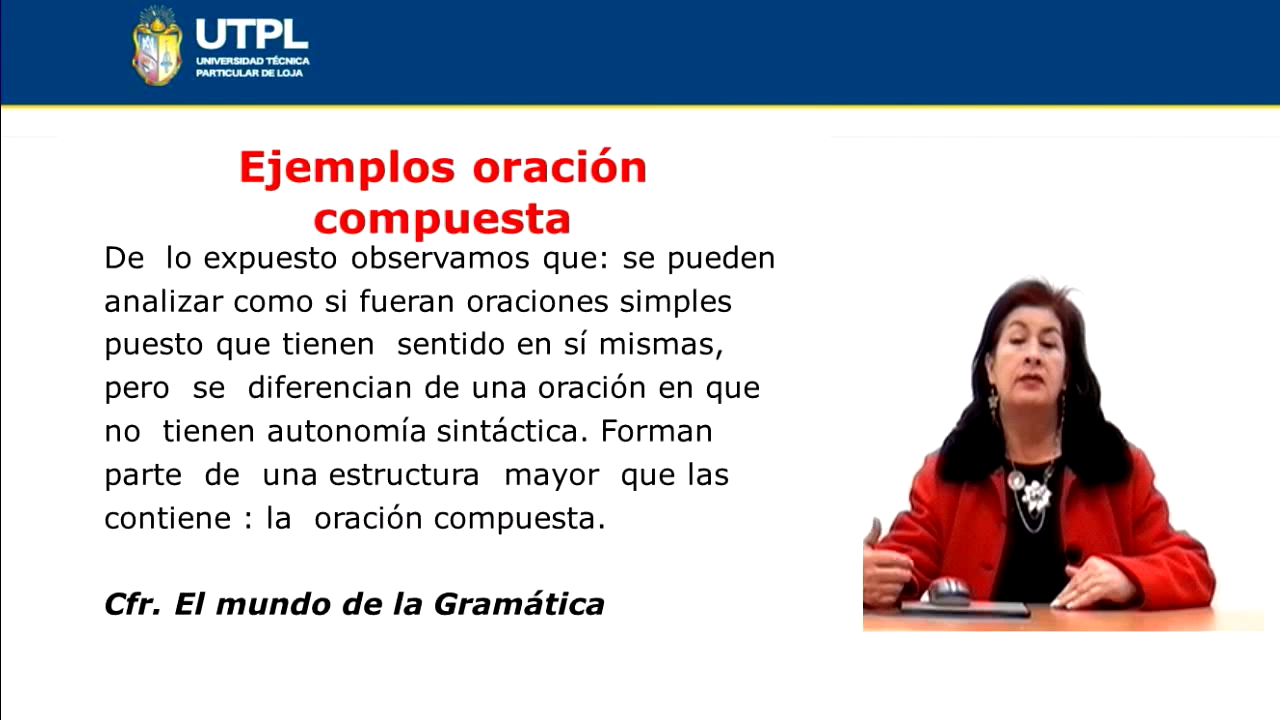 UTPL
UNIVERSIDAD TÉCNICA
PARTICULAR DE LOJA
Ejemplos oración
compuesta
De lo expuesto observamos que: se pueden
analizar como si fueran oraciones simples
puesto que tienen sentido en sí mismas,
pero se diferencian de una oración en que
no tienen autonomía sintáctica. Forman
parte de una estructura mayor que las
contiene : la oración compuesta.
Cfr. El mundo de la Gramática